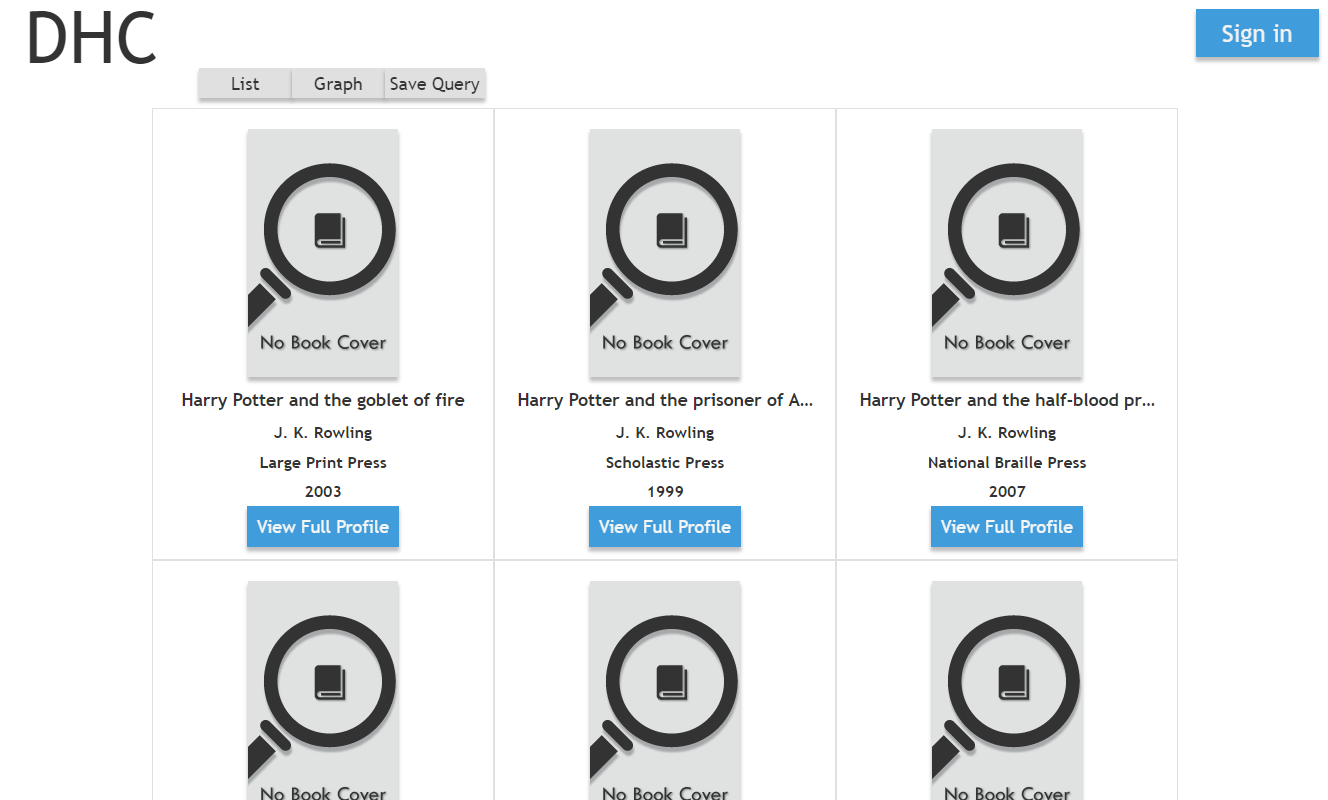 DHC
Sign in
List Graph Save Query
No Book Cover No Book Cover No Book Cover
Harry Potter and the goblet of fire Harry Potter and the prisoner of A... Harry Potter and the half-blood pr...
J. K. Rowling J. K. Rowling J. K. Rowling
Large Print Press Scholastic Press National Braille Press
2003 1999 2007
View Full Profile View Full Profile View Full Profile
No Book Cover No Book Cover No Book Cover